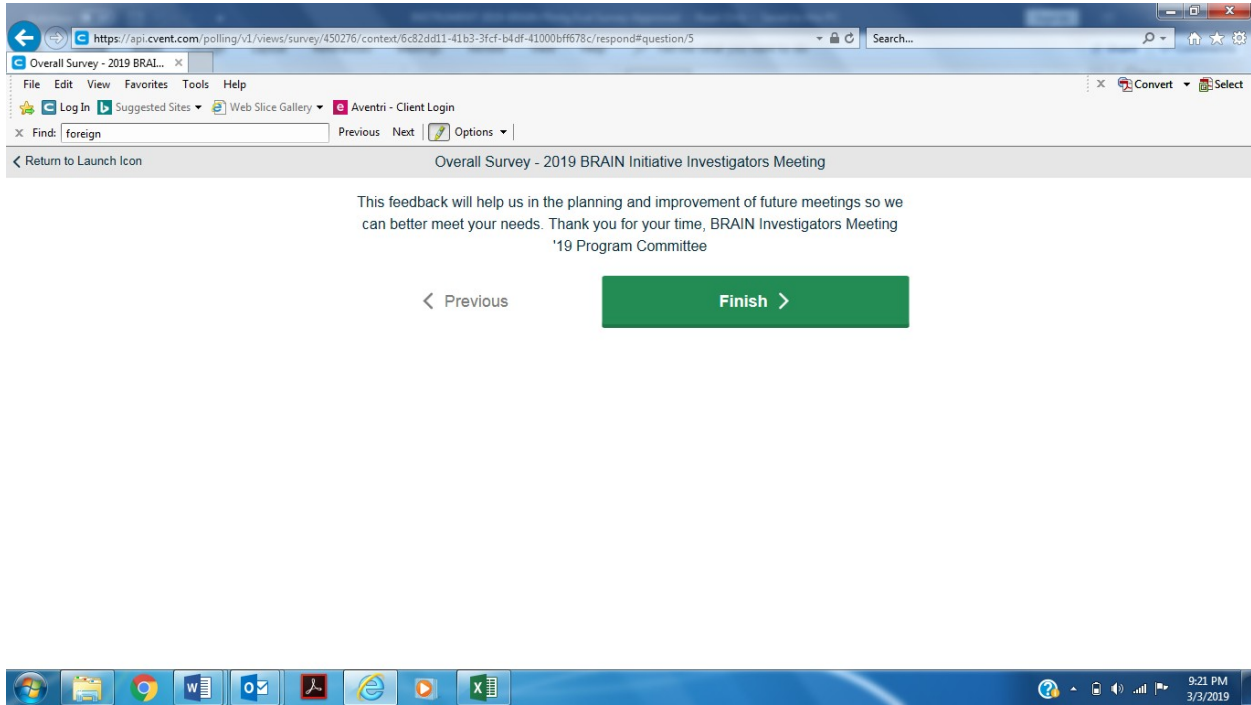 https://api.cvent.com/polling/v1/views/survey/450276/context/6c82dd11-41b3-3fcf-b4df-41000bff678c/respond#question/5
Search...
Overall Survey - 2019 BRAI...
File Edit View Favorites Tools Help
Convert Select
Log In Suggested Sites Web Slice Gallery Aventri - Client Login
X Find: foreign Previous Next Options
Return to Launch Icon Overall Survey - 2019 BRAIN Initiative Investigators Meeting
This feedback will help us in the planning and improvement of future meetings so we
can better meet your needs. Thank you for your time, BRAIN Investigators Meeting
'19 Program Committee
Previous Finish
9:21 PM
3/3/2019